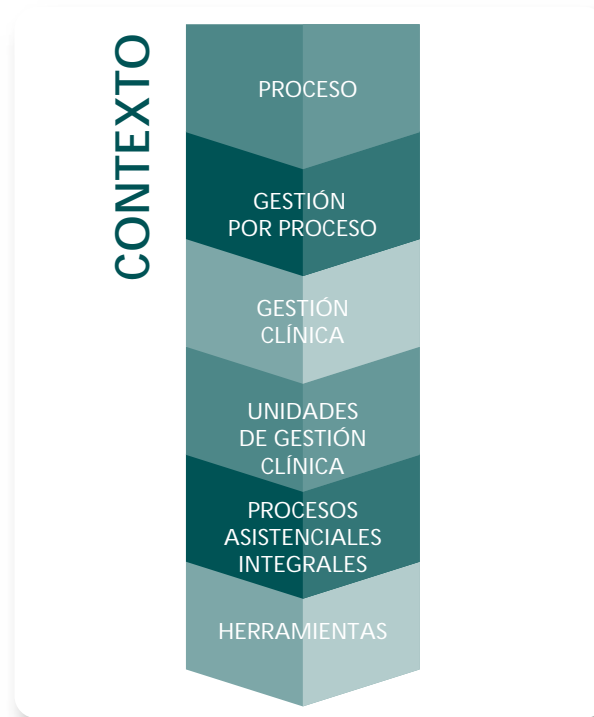 CONTEXTO
PROCESO
GESTIÓN
POR PROCESO
GESTIÓN
CLÍNICA
UNIDADES
DE GESTIÓN
CLÍNICA
PROCESOS
ASISTENCIALES
INTEGRALES
HERRAMIENTAS